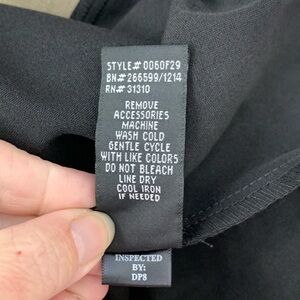 STYLE# 0060F29
BN# 266599/1214
RN# 31310
REMOVE
ACCESSORIES
MACHINE
WASH COLD
GENTLE CYCLE
WITH LIKE COLORS
DO NOT BLEACH
LINE DRY
COOL IRON
IF NEEDED
INSPECTED
BY:
DP8